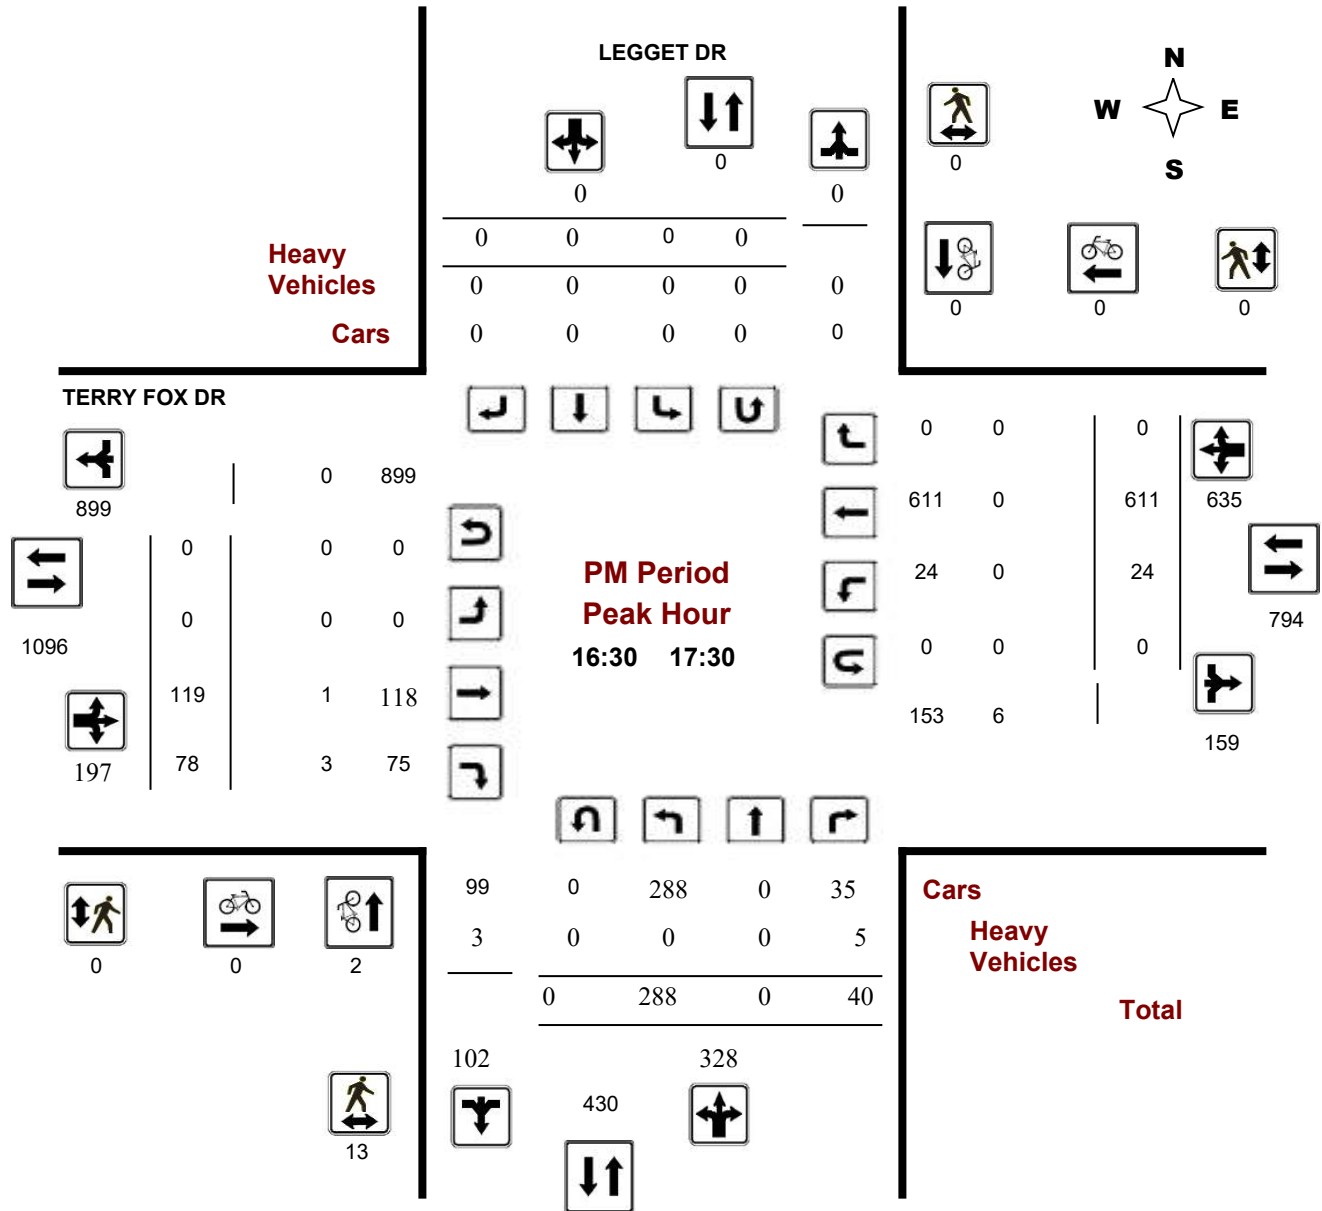 LEGGET DR
N
W E
S
0
0
0
0
0
0 0 0 0
Heavy
Vehicles
0 0 0 0 0
Cars
0 0 0 0 0
0 0 0
TERRY FOX DR
899
0 899
0 0 0
0 0 0
1096
119 1 118
197
78 3 75
PM Period
Peak Hour
16:30 17:30
0 0 0
611 0 611 635
24 0 24
794
0 0 0
153 6
159
99 0 288 0 35
3 0 0 0 5
0 288 0 40
102 328
430
Cars
Heavy
Vehicles
Total
0 0 2
13